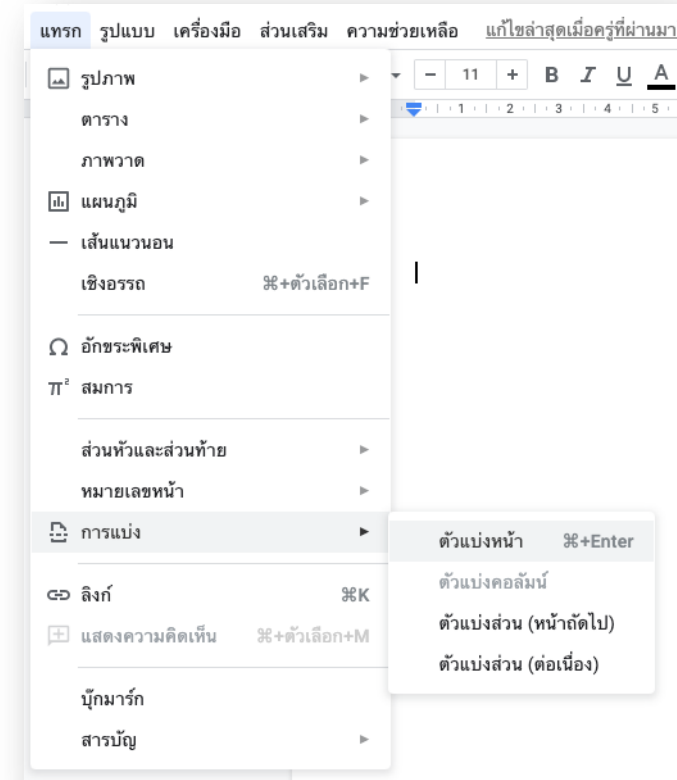 แทรก รูปแบบ เครื่องมือ ส่วนเสริม ความช่วยเหลือ แก้ไขล่าสุดเมื่อครู่ที่ผ่านมา
− 11 + B I U A
1 2 3 4 5
รูปภาพ
ตาราง
ภาพวาด
แผนภูมิ
เส้นแนวนอน
เชิงอรรถ ⌘+ตัวเลือก+F
Ω อักขระพิเศษ
π² สมการ
ส่วนหัวและส่วนท้าย
หมายเลขหน้า
การแบ่ง
ตัวแบ่งหน้า ⌘+Enter
ตัวแบ่งคอลัมน์
ตัวแบ่งส่วน (หน้าถัดไป)
ตัวแบ่งส่วน (ต่อเนื่อง)
ลิงก์ ⌘K
แสดงความคิดเห็น ⌘+ตัวเลือก+M
บุ๊กมาร์ก
สารบัญ